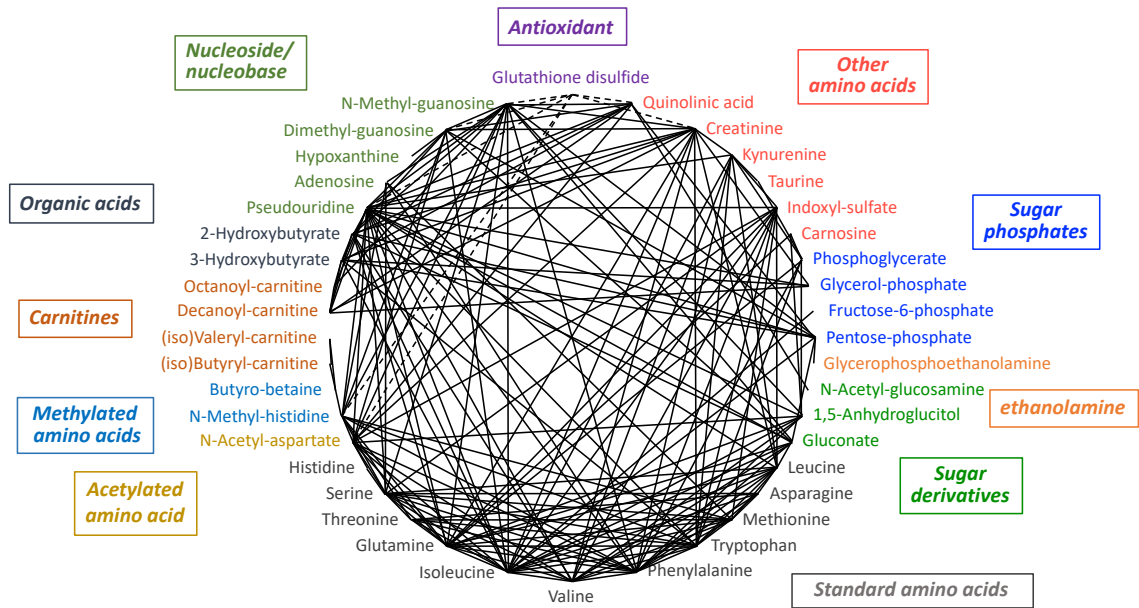 Antioxidant
Nucleoside/
nucleobase
Other
amino acids
Organic acids
Sugar
phosphates
Carnitines
Methylated
amino acids
ethanolamine
Acetylated
amino acid
Sugar
derivatives
Standard amino acids
Glutathione disulfide
Quinolinic acid
Creatinine
Kynurenine
Taurine
Indoxyl-sulfate
Carnosine
Phosphoglycerate
Glycerol-phosphate
Fructose-6-phosphate
Pentose-phosphate
Glycerophosphoethanolamine
N-Acetyl-glucosamine
1,5-Anhydroglucitol
Gluconate
Leucine
Asparagine
Methionine
Tryptophan
Phenylalanine
Valine
Isoleucine
Glutamine
Threonine
Serine
Histidine
N-Acetyl-aspartate
N-Methyl-histidine
Butyro-betaine
(iso)Butyryl-carnitine
(iso)Valeryl-carnitine
Decanoyl-carnitine
Octanoyl-carnitine
3-Hydroxybutyrate
2-Hydroxybutyrate
Pseudouridine
Adenosine
Hypoxanthine
Dimethyl-guanosine
N-Methyl-guanosine